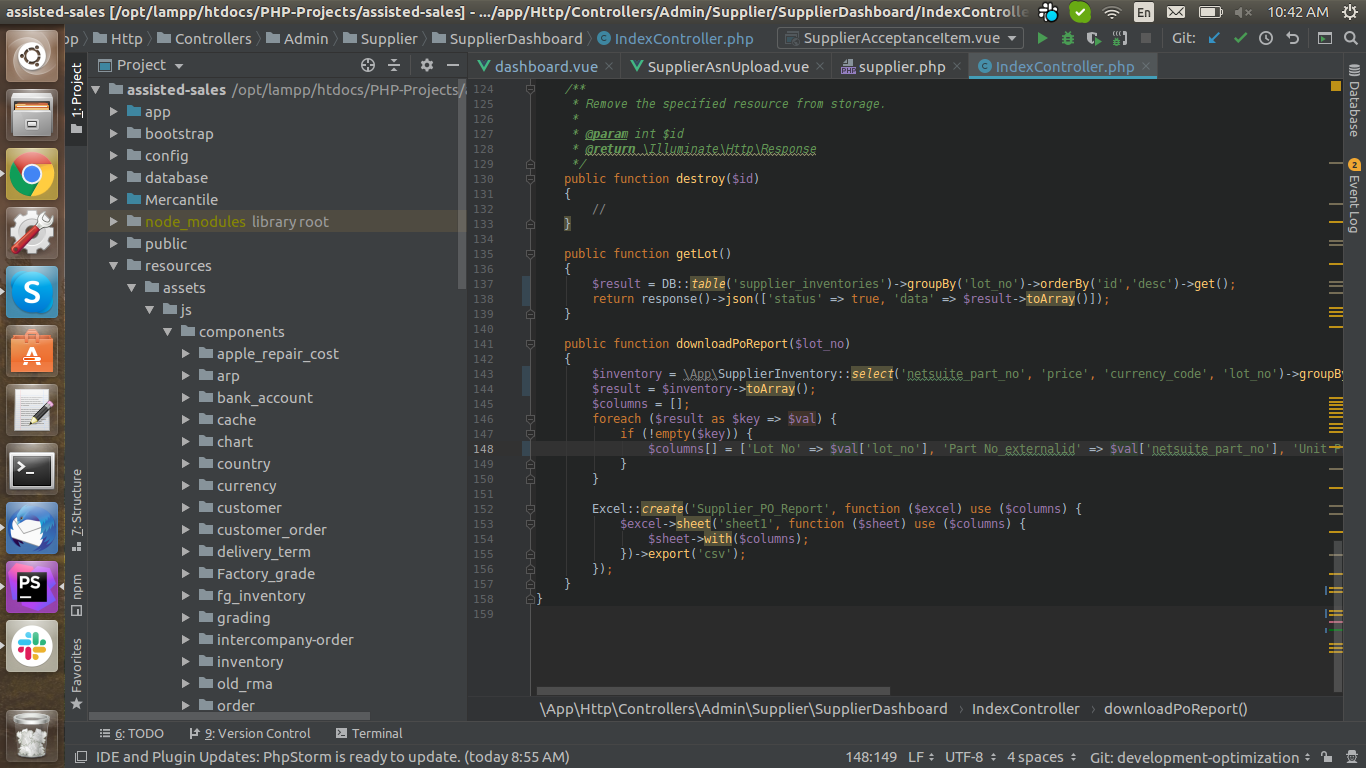 assisted-sales [/opt/lampp/htdocs/PHP-Projects/assisted-sales] - .../app/Http/Controllers/Admin/Supplier/SupplierDashboard/IndexControlle
En
10:42 AM
op Http Controllers Admin Supplier SupplierDashboard IndexController.php
SupplierAcceptanceItem.vue
Git:
1: Project
7: Structure
npm
Favorites
Project
dashboard.vue
SupplierAsnUpload.vue
supplier.php
IndexController.php
Database
2
Event Log
assisted-sales /opt/lampp/htdocs/PHP-Projects/
app
bootstrap
config
database
Mercantile
node_modules library root
public
resources
assets
js
components
apple_repair_cost
arp
bank_account
cache
chart
country
currency
customer
customer_order
delivery_term
Factory_grade
fg_inventory
grading
intercompany-order
inventory
old_rma
order
PS
124 /**
125 * Remove the specified resource from storage.
126 *
127 * @param int $id
128 * @return \Illuminate\Http\Response
129 */
130 public function destroy($id)
131 {
132 //
133 }
134
135 public function getLot()
136 {
137 $result = DB::table('supplier_inventories')->groupBy('lot_no')->orderBy('id','desc')->get();
138 return response()->json(['status' => true, 'data' => $result->toArray()]);
139 }
140
141 public function downloadPoReport($lot_no)
142 {
143 $inventory = \App\SupplierInventory::select('netsuite_part_no', 'price', 'currency_code', 'lot_no')->groupB
144 $result = $inventory->toArray();
145 $columns = [];
146 foreach ($result as $key => $val) {
147 if (!empty($key)) {
148 $columns[] = ['Lot No' => $val['lot_no'], 'Part No_externalid' => $val['netsuite_part_no'], 'Unit P
149 }
150 }
151
152 Excel::create('Supplier_PO_Report', function ($excel) use ($columns) {
153 $excel->sheet('sheet1', function ($sheet) use ($columns) {
154 $sheet->with($columns);
155 })->export('csv');
156 });
157 }
158 }
159
\App\Http\Controllers\Admin\Supplier\SupplierDashboard IndexController downloadPoReport()
6: TODO
9: Version Control
Terminal
IDE and Plugin Updates: PhpStorm is ready to update. (today 8:55 AM)
148:149 LF UTF-8 4 spaces Git: development-optimization